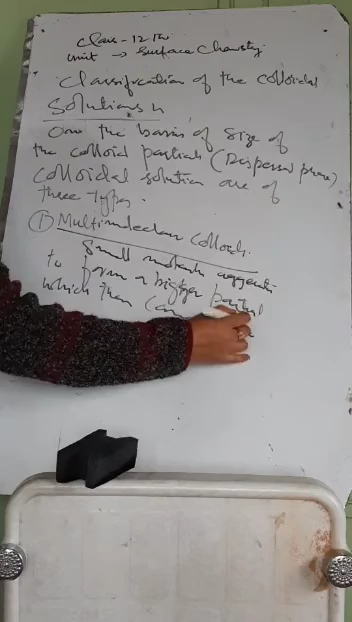 Class - 12th
Unit → Surface Chemistry
Classification of the colloidal
Solutions
On the basis of size of
the colloid particles (Dispersed phase)
colloidal solution are of
three types.
① Multimolecular colloids.
Small molecules aggregate
to form a bigger particle
which then can